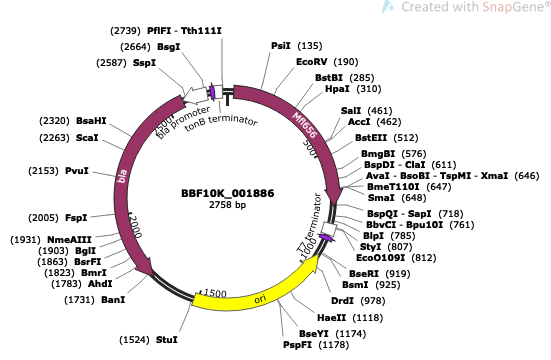 Created with SnapGene®
(2739) PflFI - Tth111I
(2664) BsgI
(2587) SspI
PsiI (135)
EcoRV (190)
BstBI (285)
HpaI (310)
SalI (461)
AccI (462)
BstEII (512)
BmgBI (576)
BspDI - ClaI (611)
AvaI - BsoBI - TspMI - XmaI (646)
BmeT110I (647)
SmaI (648)
BspQI - SapI (718)
BbvCI - Bpu10I (761)
BlpI (785)
StyI (807)
EcoO109I (812)
BseRI (919)
BsmI (925)
DrdI (978)
HaeII (1118)
BseYI (1174)
PspFI (1178)
(2320) BsaHI
(2263) ScaI
(2153) PvuI
(2005) FspI
(1931) NmeAIII
(1903) BglI
(1863) BsrFI
(1823) BmrI
(1783) AhdI
(1731) BanI
(1524) StuI
bla promoter
tonB terminator
Mfl656
T7 terminator
bla
ori
500
1000
1500
2000
2500
BBF10K_001886
2758 bp